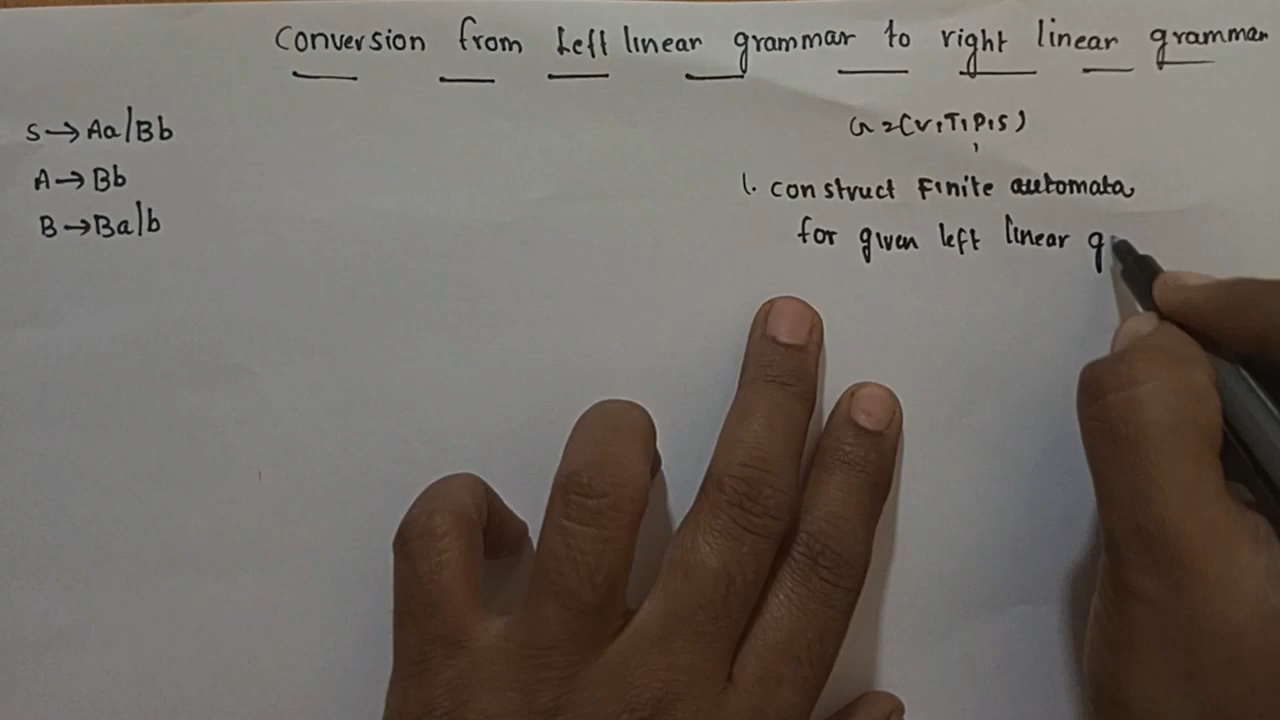 Conversion from Left linear grammar to right linear grammar
S→Aa/Bb
A→Bb
B→Ba/b
G=(V,T,P,S)
1. construct Finite automata
for given left linear g